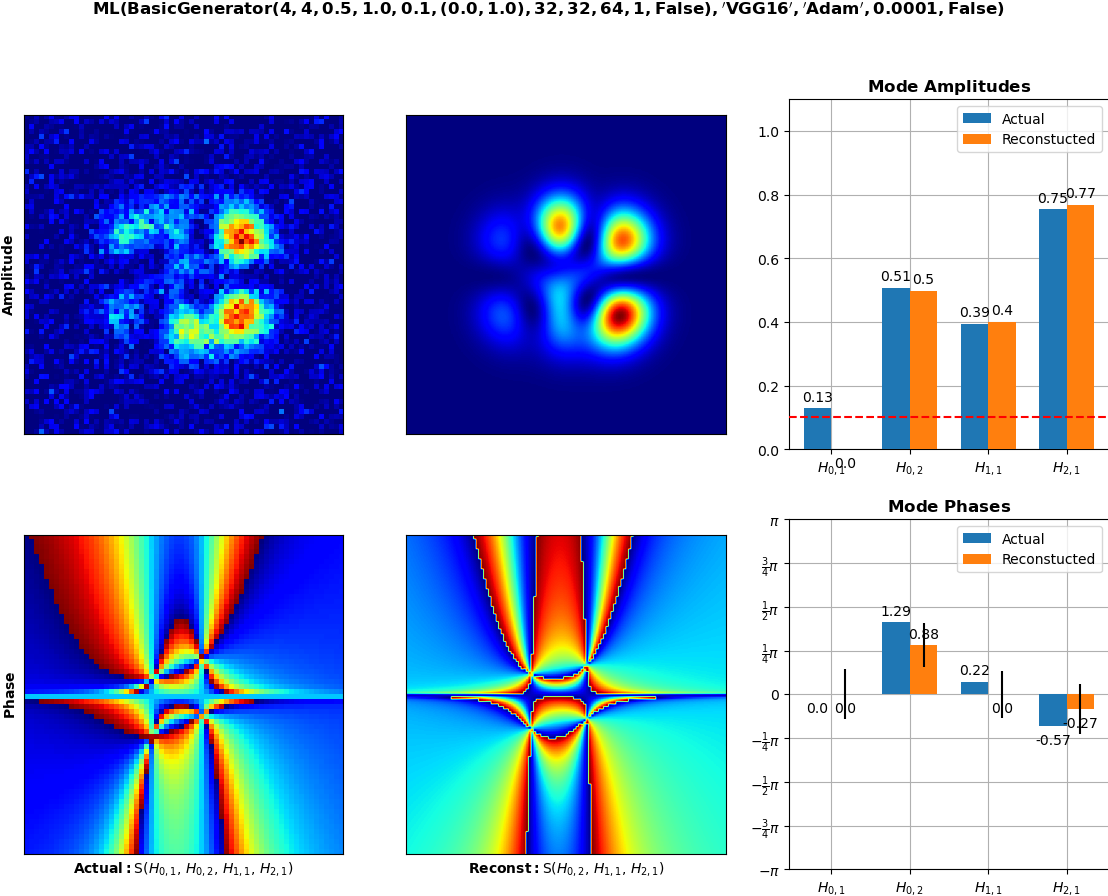 ML(BasicGenerator(4, 4, 0.5, 1.0, 0.1, (0.0, 1.0), 32, 32, 64, 1, False), 'VGG16', 'Adam', 0.0001, False)
Amplitude
Mode Amplitudes
Actual
Reconstucted
1.0
0.8
0.6
0.4
0.2
0.0
0.13
0.0
0.51
0.5
0.39
0.4
0.75
0.77
H₀,₁
H₀,₂
H₁,₁
H₂,₁
Phase
Actual: S(H₀,₁, H₀,₂, H₁,₁, H₂,₁)
Reconst: S(H₀,₂, H₁,₁, H₂,₁)
Mode Phases
Actual
Reconstucted
π
3/4π
1/2π
1/4π
0
−1/4π
−1/2π
−3/4π
−π
0.0
0.0
1.29
0.88
0.22
0.0
-0.57
-0.27
H₀,₁
H₀,₂
H₁,₁
H₂,₁